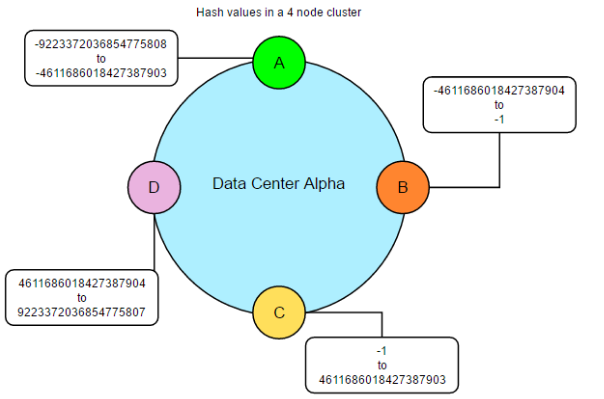 Hash values in a 4 node cluster
-9223372036854775808
to
-4611686018427387903
A
-4611686018427387904
to
-1
B
Data Center Alpha
D
4611686018427387904
to
9223372036854775807
C
-1
to
4611686018427387903